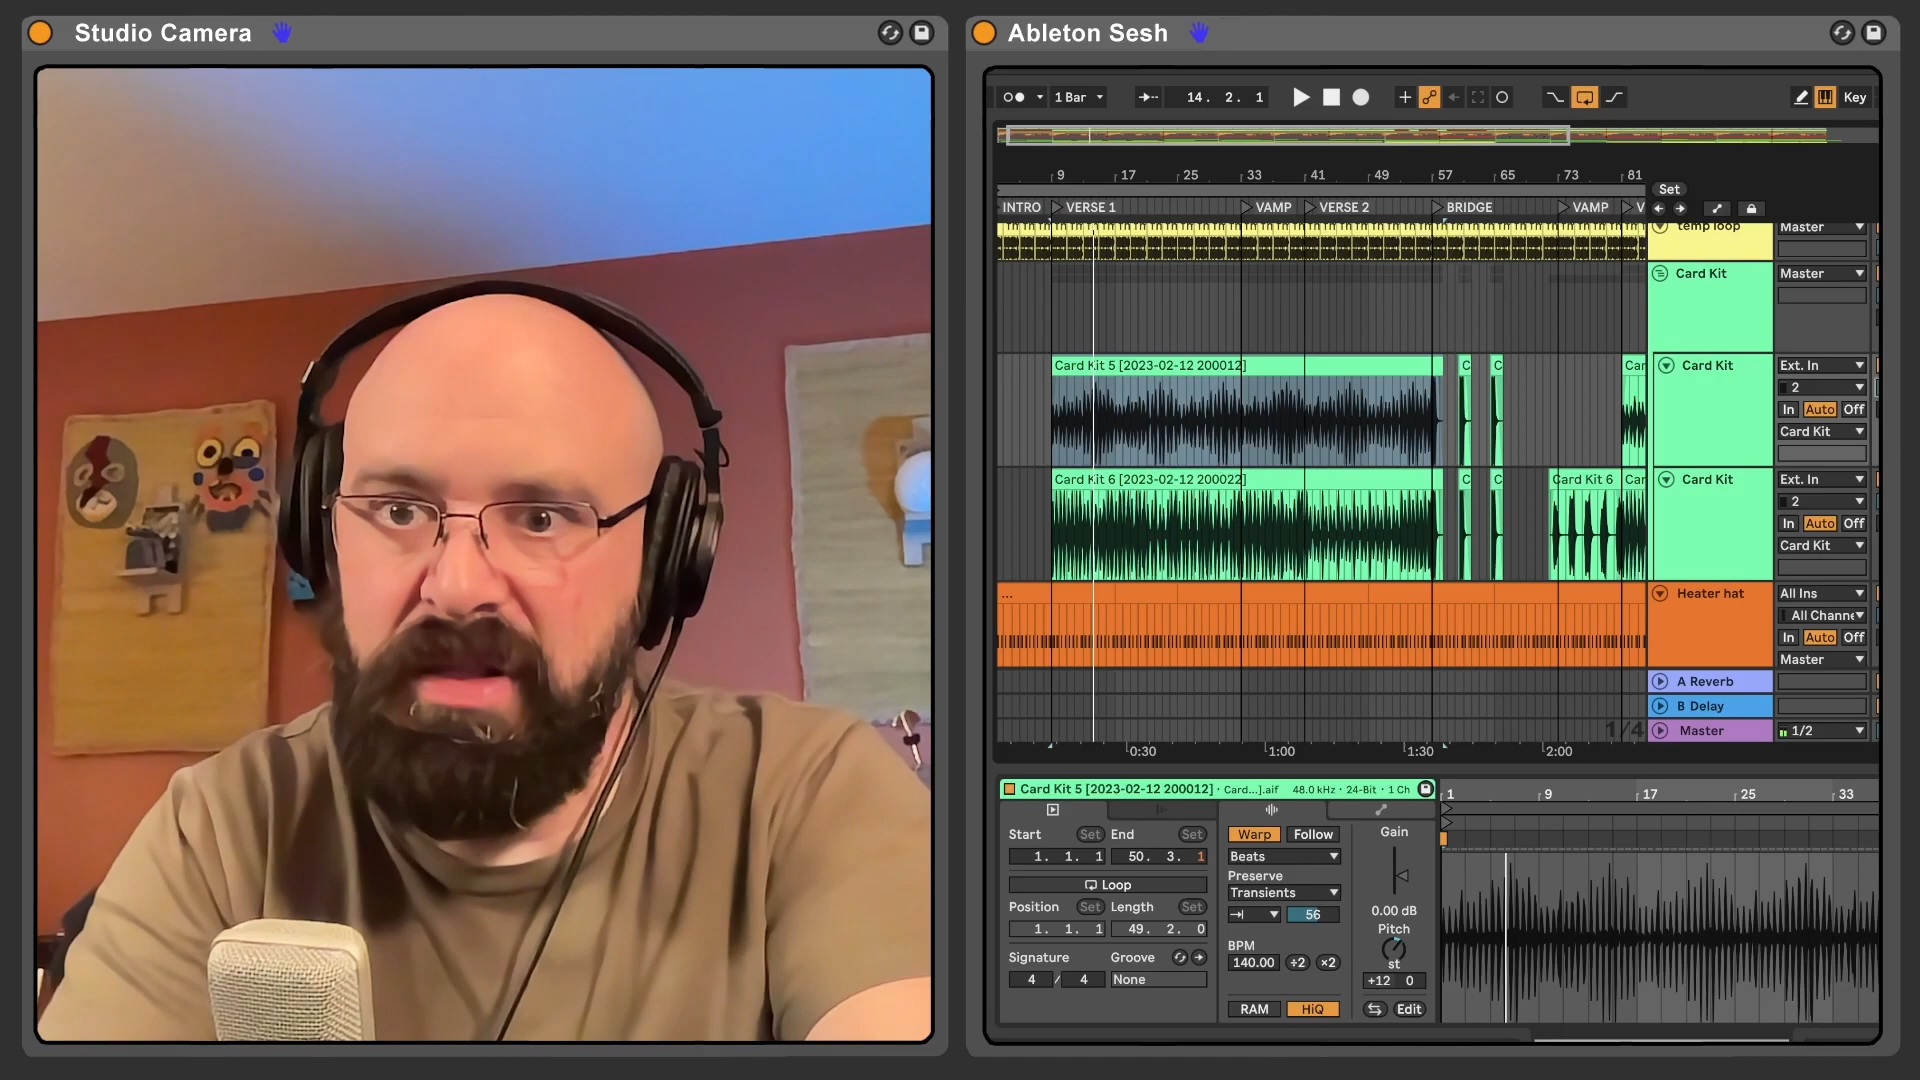 Studio Camera
Ableton Sesh
1 Bar
14. 2. 1
Key
9 17 25 33 41 49 57 65 73 81
Set
INTRO VERSE 1 VAMP VERSE 2 BRIDGE VAMP V
temp loop Master
Card Kit Master
Card Kit 5 [2023-02-12 200012] C C Car Card Kit Ext. In
2
In Auto Off
Card Kit
Card Kit 6 [2023-02-12 200022] C C Card Kit 6 Car Card Kit Ext. In
2
In Auto Off
Card Kit
... Heater hat All Ins
All Channe
In Auto Off
Master
A Reverb
B Delay
1/4 Master 1/2
0:30 1:00 1:30 2:00
Card Kit 5 [2023-02-12 200012] · Card...].aif 48.0 kHz · 24-Bit · 1 Ch
1 9 17 25 33
Start Set End Set
1. 1. 1 50. 3. 1
Loop
Position Set Length Set
1. 1. 1 49. 2. 0
Signature Groove
4 / 4 None
Warp Follow
Beats
Preserve
Transients
56
BPM
140.00 ÷2 ×2
RAM HiQ
Gain
0.00 dB
Pitch
st
+12 0
Edit